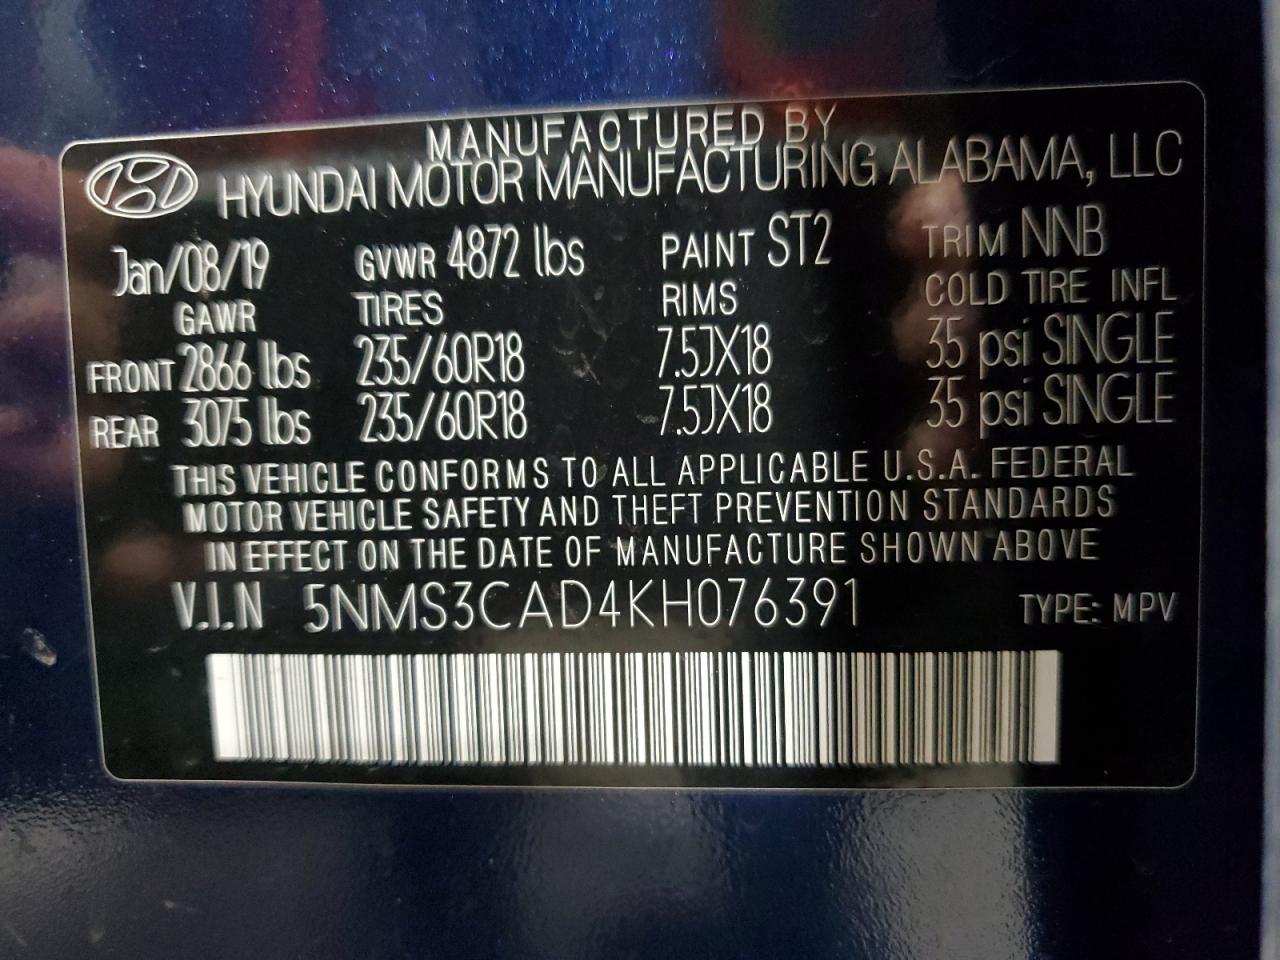 MANUFACTURED BY
HYUNDAI MOTOR MANUFACTURING ALABAMA, LLC
Jan/08/19 GVWR 4872 lbs PAINT ST2 TRIM NNB
GAWR TIRES RIMS COLD TIRE INFL
FRONT 2866 lbs 235/60R18 7.5JX18 35 psi SINGLE
REAR 3075 lbs 235/60R18 7.5JX18 35 psi SINGLE
THIS VEHICLE CONFORMS TO ALL APPLICABLE U.S.A. FEDERAL
MOTOR VEHICLE SAFETY AND THEFT PREVENTION STANDARDS
IN EFFECT ON THE DATE OF MANUFACTURE SHOWN ABOVE
V.I.N 5NMS3CAD4KH076391 TYPE: MPV